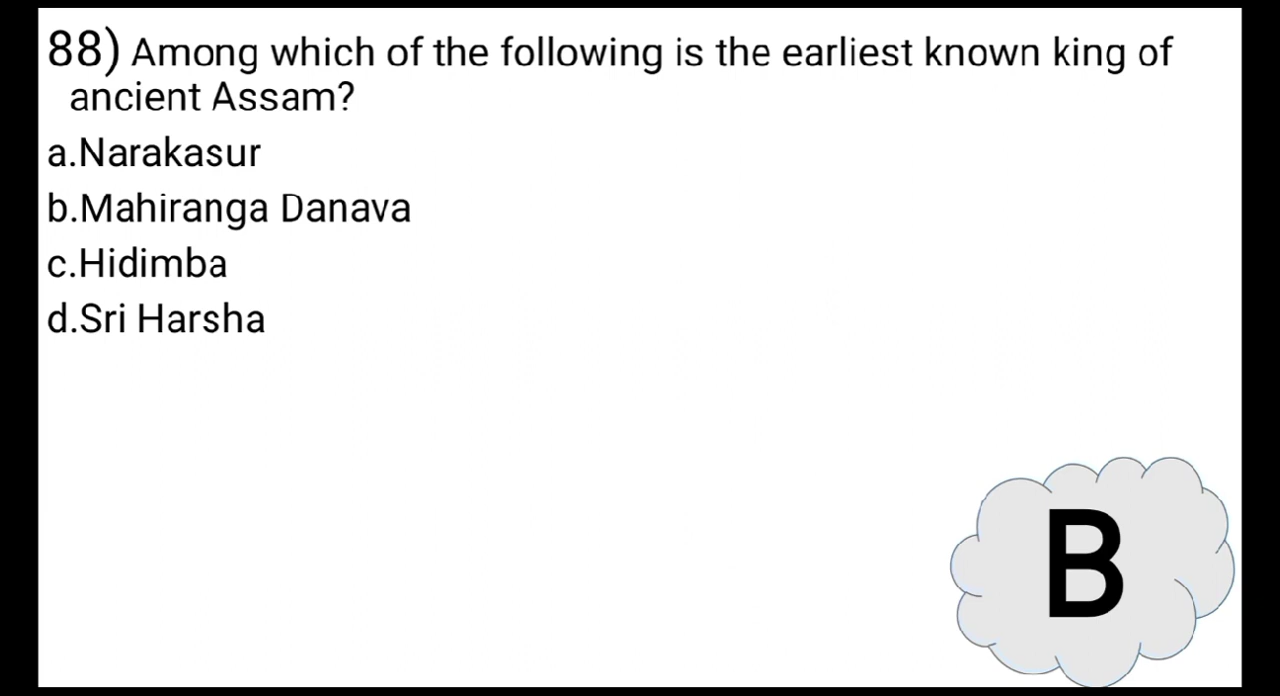 88) Among which of the following is the earliest known king of
ancient Assam?
a.Narakasur
b.Mahiranga Danava
c.Hidimba
d.Sri Harsha
B